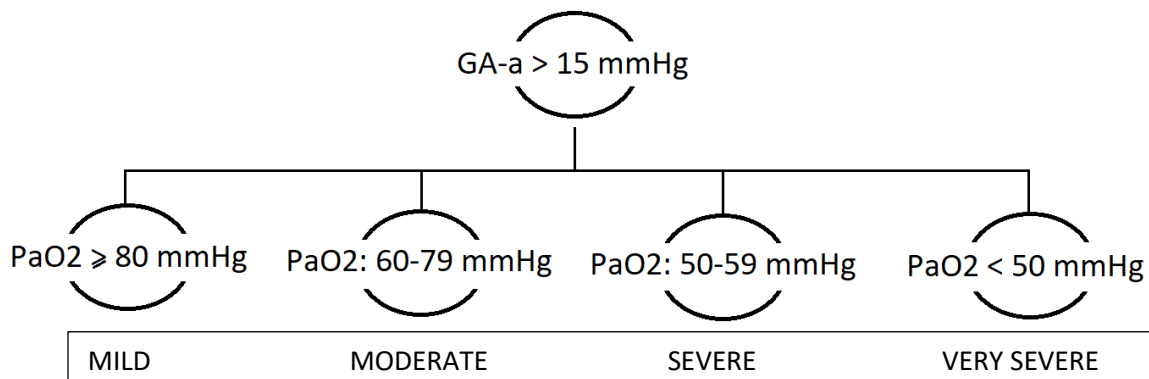 GA-a > 15 mmHg
PaO2 ⩾ 80 mmHg
PaO2: 60-79 mmHg
PaO2: 50-59 mmHg
PaO2 < 50 mmHg
MILD
MODERATE
SEVERE
VERY SEVERE